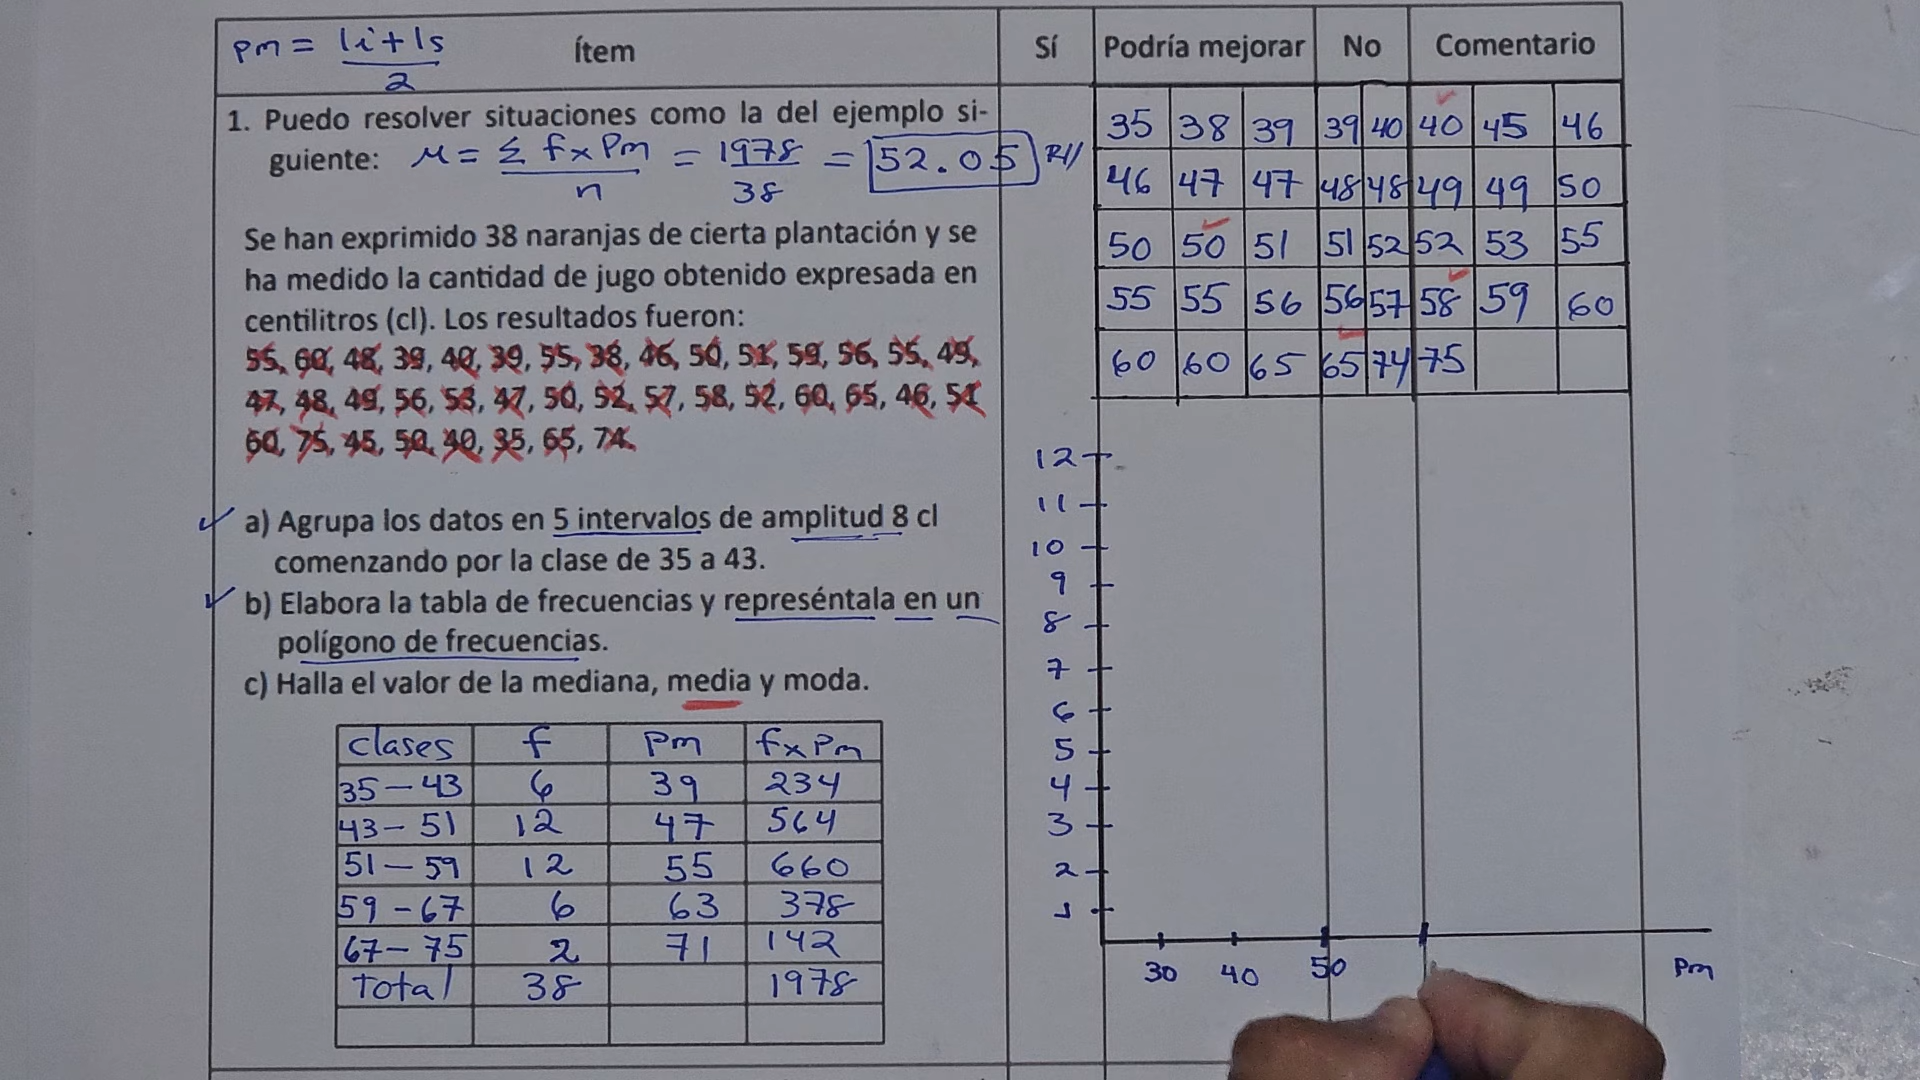 Pm = li+ls
2
Ítem
Sí
Podría mejorar
No
Comentario
1. Puedo resolver situaciones como la del ejemplo si-
guiente:
M = Σ f x Pm = 1978 = 52.05 R//
n 38
Se han exprimido 38 naranjas de cierta plantación y se
ha medido la cantidad de jugo obtenido expresada en
centilitros (cl). Los resultados fueron:
55, 60, 48, 39, 40, 39, 55, 38, 46, 50, 51, 59, 56, 55, 49,
47, 48, 49, 56, 53, 47, 50, 52, 57, 58, 52, 60, 65, 46, 51
60, 75, 45, 50, 40, 35, 65, 74.
a) Agrupa los datos en 5 intervalos de amplitud 8 cl
comenzando por la clase de 35 a 43.
b) Elabora la tabla de frecuencias y represéntala en un
polígono de frecuencias.
c) Halla el valor de la mediana, media y moda.
clases f Pm fxPm
35-43 6 39 234
43-51 12 47 564
51-59 12 55 660
59-67 6 63 378
67-75 2 71 142
Total 38 1978
35 38 39 39 40 40 45 46
46 47 47 48 48 49 49 50
50 50 51 51 52 52 53 55
55 55 56 56 57 58 59 60
60 60 65 65 74 75
12
11
10
9
8
7
6
5
4
3
2
1
30 40 50 Pm